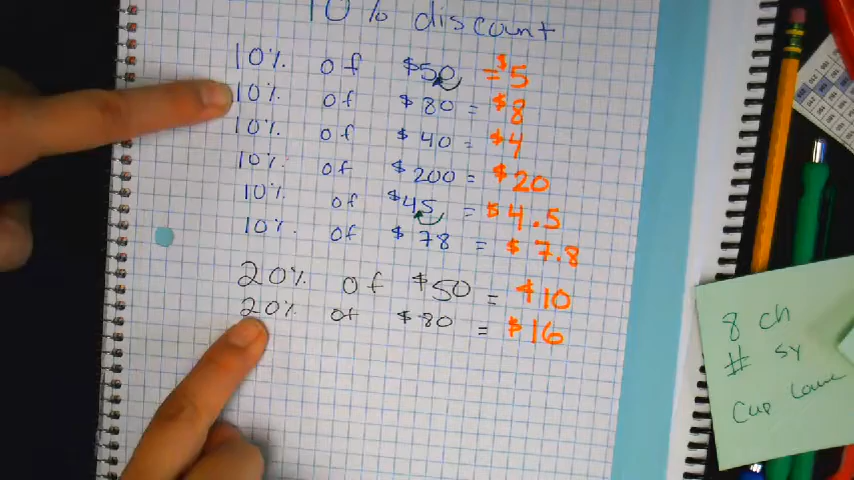 10% discount
10% of $50 = $5
10% of $80 = $8
10% of $40 = $4
10% of $200 = $20
10% of $45 = $4.5
10% of $78 = $7.8
20% of $50 = $10
20% of $80 = $16
8 ch
# sy
Cup